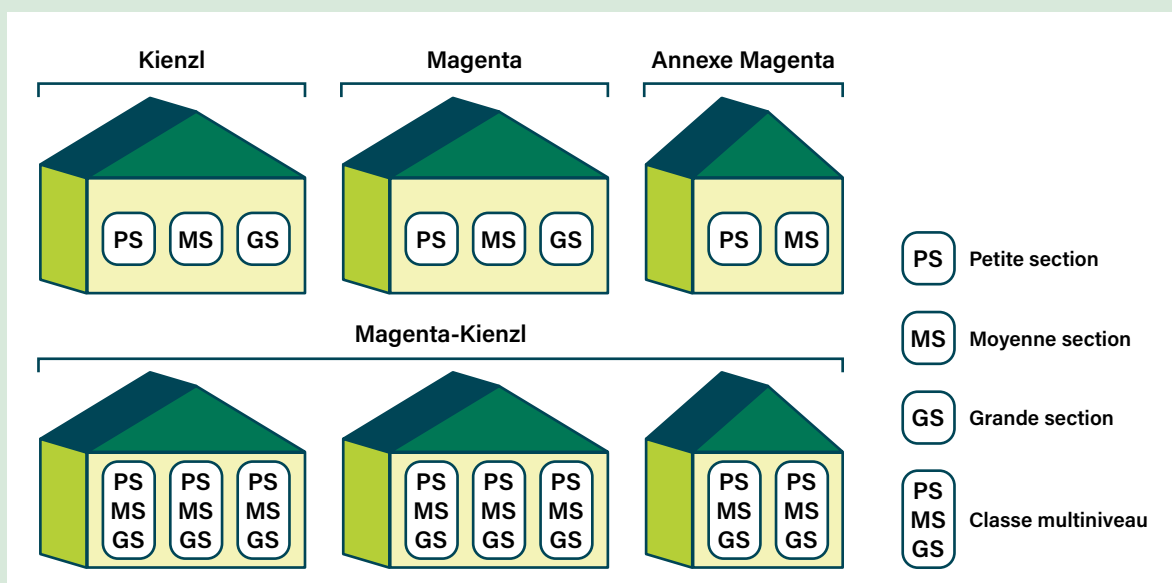 Kienzl
Magenta
Annexe Magenta
PS MS GS
PS MS GS
PS MS
Magenta-Kienzl
PS PS PS
MS MS MS
GS GS GS
PS PS PS
MS MS MS
GS GS GS
PS PS
MS MS
GS GS
PS Petite section
MS Moyenne section
GS Grande section
PS
MS Classe multiniveau
GS